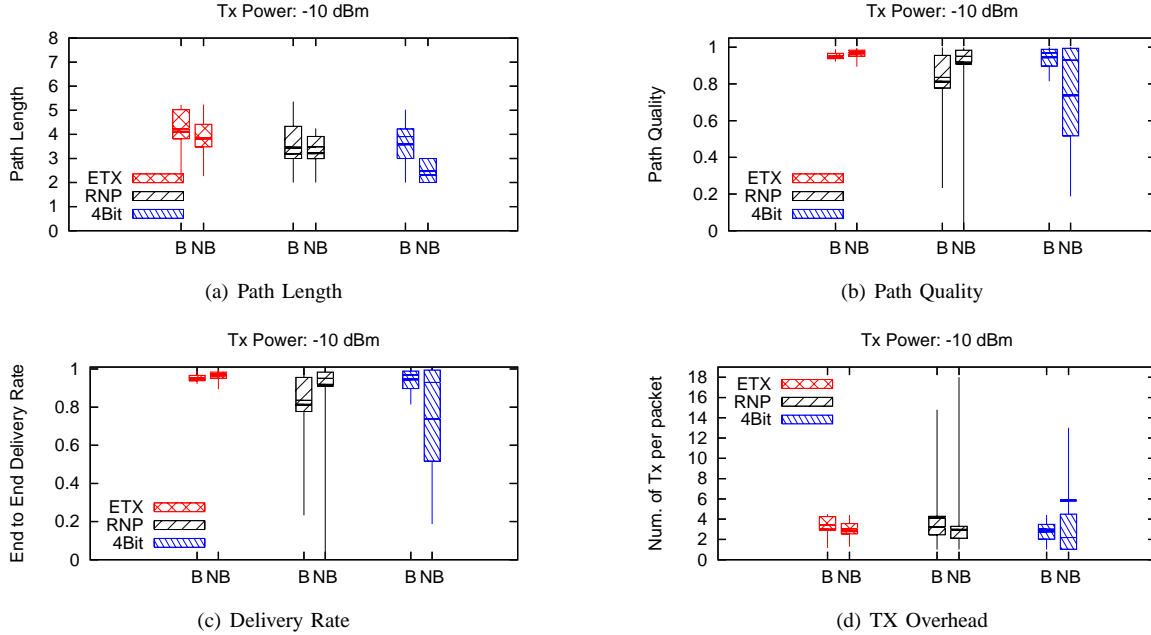 Tx Power: -10 dBm
Path Length
8
7
6
5
4
3
2
1
0
ETX
RNP
4Bit
B NB B NB B NB
(a) Path Length
Tx Power: -10 dBm
Path Quality
1
0.8
0.6
0.4
0.2
0
ETX
RNP
4Bit
B NB B NB B NB
(b) Path Quality
Tx Power: -10 dBm
End to End Delivery Rate
1
0.8
0.6
0.4
0.2
0
ETX
RNP
4Bit
B NB B NB B NB
(c) Delivery Rate
Tx Power: -10 dBm
Num. of Tx per packet
18
16
14
12
10
8
6
4
2
0
ETX
RNP
4Bit
B NB B NB B NB
(d) TX Overhead